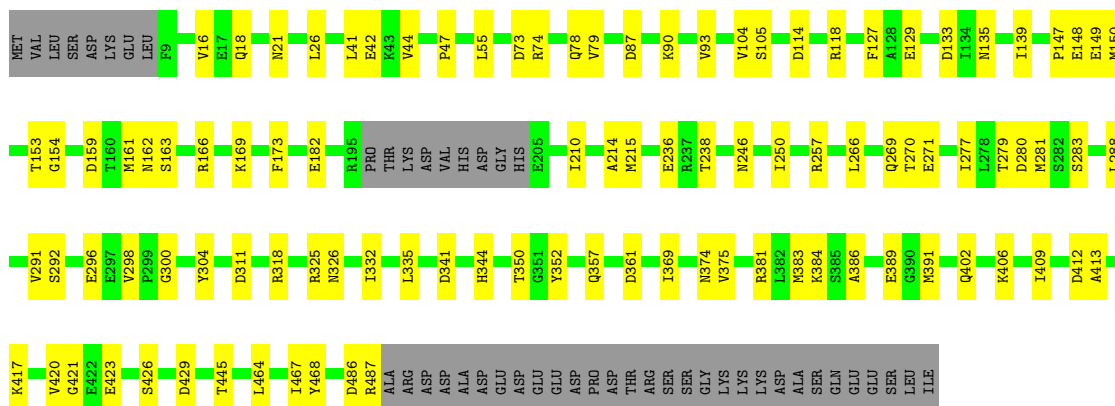 MET VAL LEU SER ASP LYS GLU LEU F9 V16 E17 Q18 N21 L26 L41 E42 K43 V44 P47 L55 D73 R74 Q78 V79 D87 K90 V93 V104 S105 D114 R118 F127 A128 E129 D133 I134 N135 I139 P147 E148 E149 M150
T153 G154 D159 T160 M161 N162 S163 R166 K169 F173 E182 R195 PRO THR LYS ASP VAL HIS ASP GLY HIS E205 I210 A214 M215 E236 R237 T238 N246 I250 R257 L266 Q269 T270 E271 I277 L278 T279 D280 M281 S282 S283 L288
V291 S292 E296 E297 V298 P299 G300 Y304 D311 R318 R325 N326 I332 L335 D341 H344 T350 G351 Y352 Q357 D361 I369 N374 V375 R381 L382 M383 K384 S385 A386 E389 G390 M391 Q402 K406 I409 D412 A413
K417 V420 G421 E422 E423 S426 D429 T445 L464 I467 Y468 D486 R487 ALA ARG ASP ASP ALA ASP GLU ASP GLU GLU ASP PRO ASP THR ARG SER SER GLY LYS LYS LYS ASP ALA SER GLN GLU GLU SER LEU ILE